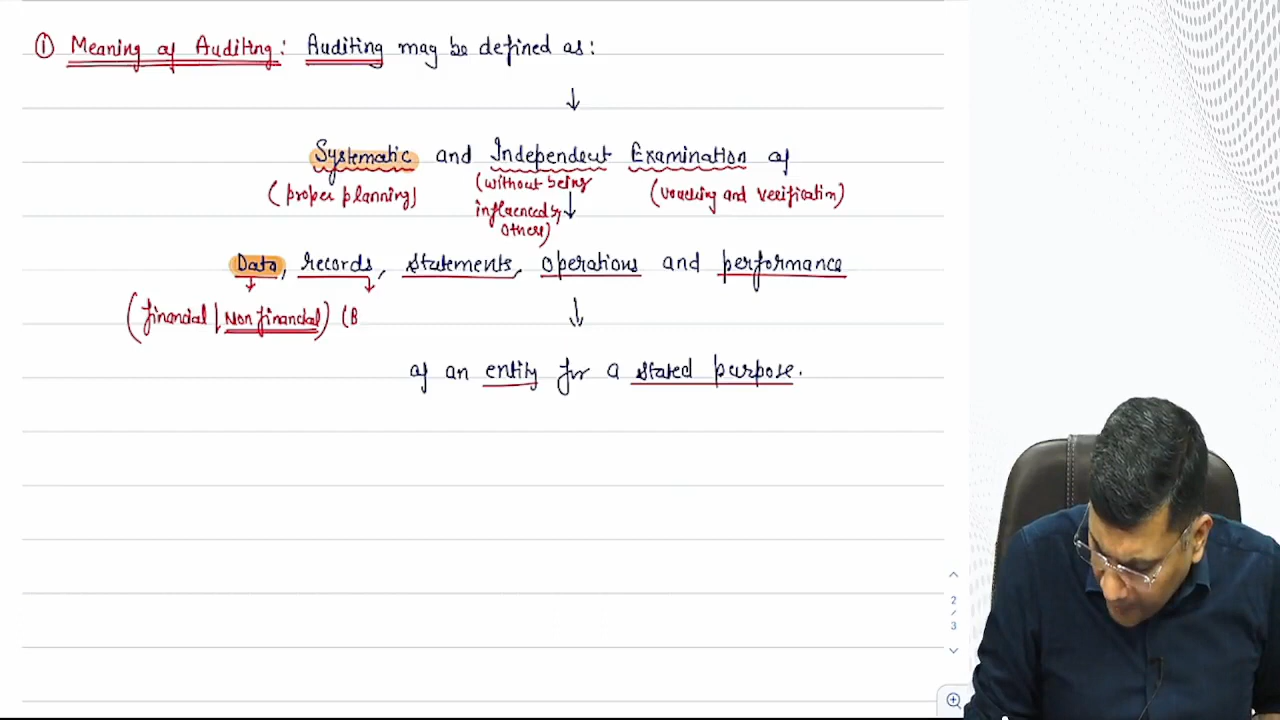 ① Meaning of Auditing: Auditing may be defined as:
↓
Systematic and Independent Examination of
(proper planning) (without being influenced by others) (vouching and verification)
↓
Data, records, statements, operations and performance
(financial | Non financial) (B
↓
of an entity for a stated purpose.
2
/
3